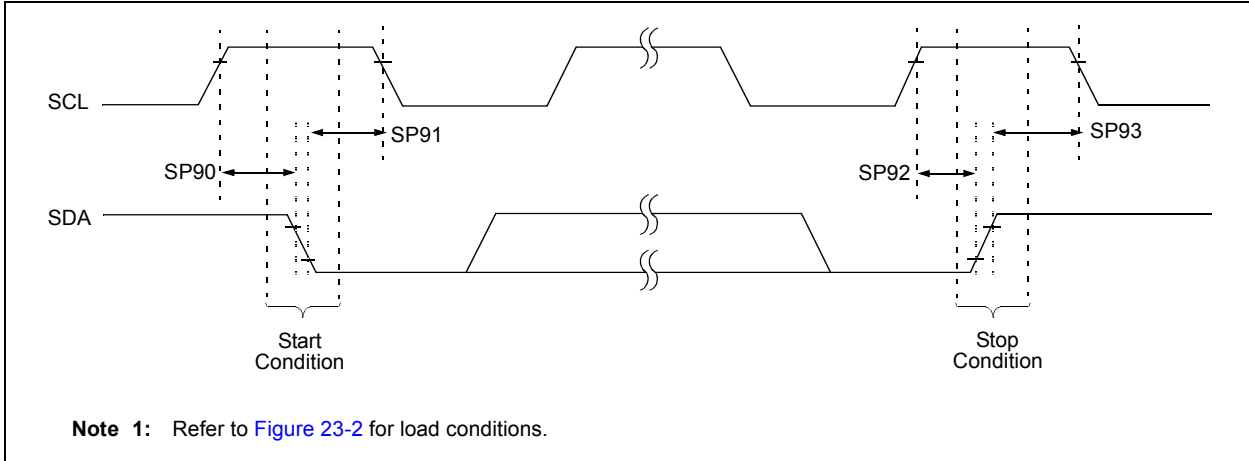 SCL
SP91
SP93
SP90
SP92
SDA
Start
Condition
Stop
Condition
Note 1: Refer to Figure 23-2 for load conditions.